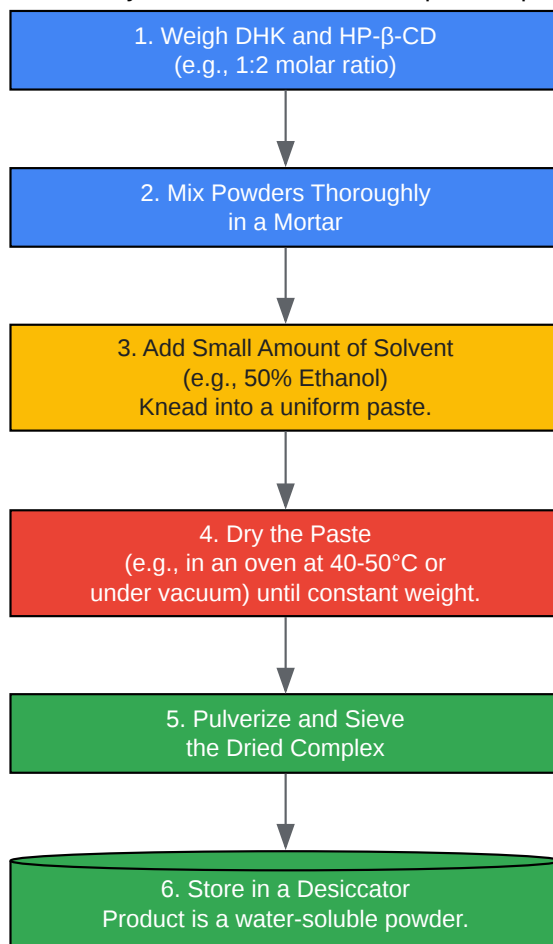 1. Weigh DHK and HP-β-CD
(e.g., 1:2 molar ratio)
2. Mix Powders Thoroughly
in a Mortar
3. Add Small Amount of Solvent
(e.g., 50% Ethanol)
Knead into a uniform paste.
4. Dry the Paste
(e.g., in an oven at 40-50°C or
under vacuum) until constant weight.
5. Pulverize and Sieve
the Dried Complex
6. Store in a Desiccator
Product is a water-soluble powder.